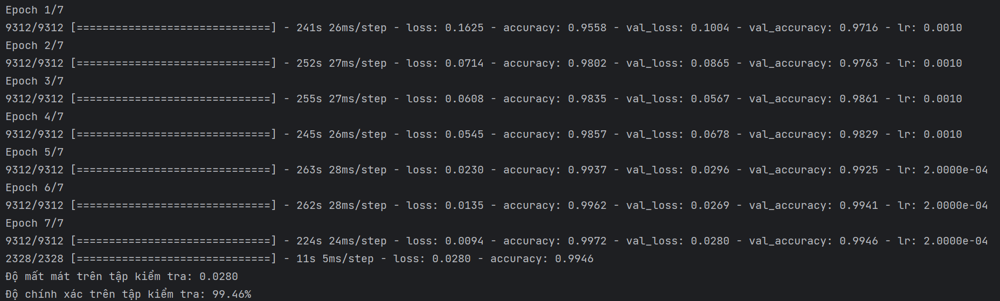 Epoch 1/7
9312/9312 [==============================] - 241s 26ms/step - loss: 0.1625 - accuracy: 0.9558 - val_loss: 0.1004 - val_accuracy: 0.9716 - lr: 0.0010
Epoch 2/7
9312/9312 [==============================] - 252s 27ms/step - loss: 0.0714 - accuracy: 0.9802 - val_loss: 0.0865 - val_accuracy: 0.9763 - lr: 0.0010
Epoch 3/7
9312/9312 [==============================] - 255s 27ms/step - loss: 0.0608 - accuracy: 0.9835 - val_loss: 0.0567 - val_accuracy: 0.9861 - lr: 0.0010
Epoch 4/7
9312/9312 [==============================] - 245s 26ms/step - loss: 0.0545 - accuracy: 0.9857 - val_loss: 0.0678 - val_accuracy: 0.9829 - lr: 0.0010
Epoch 5/7
9312/9312 [==============================] - 263s 28ms/step - loss: 0.0230 - accuracy: 0.9937 - val_loss: 0.0296 - val_accuracy: 0.9925 - lr: 2.0000e-04
Epoch 6/7
9312/9312 [==============================] - 262s 28ms/step - loss: 0.0135 - accuracy: 0.9962 - val_loss: 0.0269 - val_accuracy: 0.9941 - lr: 2.0000e-04
Epoch 7/7
9312/9312 [==============================] - 224s 24ms/step - loss: 0.0094 - accuracy: 0.9972 - val_loss: 0.0280 - val_accuracy: 0.9946 - lr: 2.0000e-04
2328/2328 [==============================] - 11s 5ms/step - loss: 0.0280 - accuracy: 0.9946
Độ mất mát trên tập kiểm tra: 0.0280
Độ chính xác trên tập kiểm tra: 99.46%